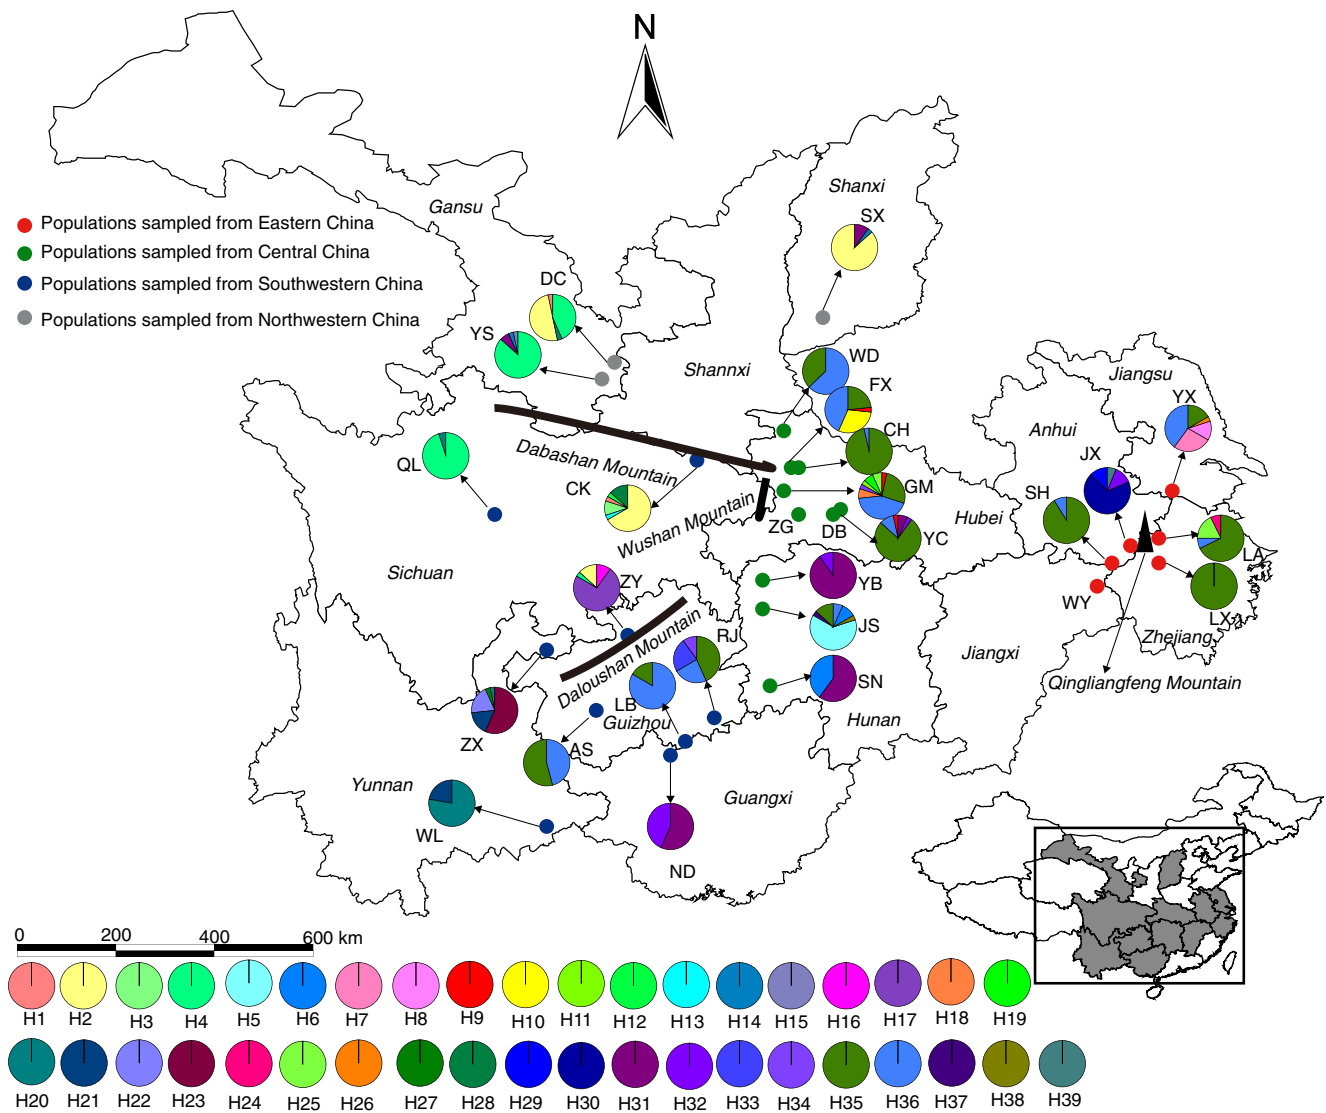 N
Shanxi
SX
Gansu
Populations sampled from Eastern China
Populations sampled from Central China
Populations sampled from Southwestern China
Populations sampled from Northwestern China
DC
YS
Shannxi
WD
FX
CH
GM
YC
Jiangsu
YX
Anhui
JX
SH
QL
Dabashan Mountain
CK
Wushan Mountain
ZG
DB
Hubei
LA
WY
LX
Zhejiang
Sichuan
ZY
YB
JS
SN
RJ
Daloushan Mountain
LB
Guizhou
Jiangxi
Qingliangfeng Mountain
Hunan
ZX
AS
Yunnan
Guangxi
WL
ND
0 200 400 600 km
H1 H2 H3 H4 H5 H6 H7 H8 H9 H10 H11 H12 H13 H14 H15 H16 H17 H18 H19
H20 H21 H22 H23 H24 H25 H26 H27 H28 H29 H30 H31 H32 H33 H34 H35 H36 H37 H38 H39